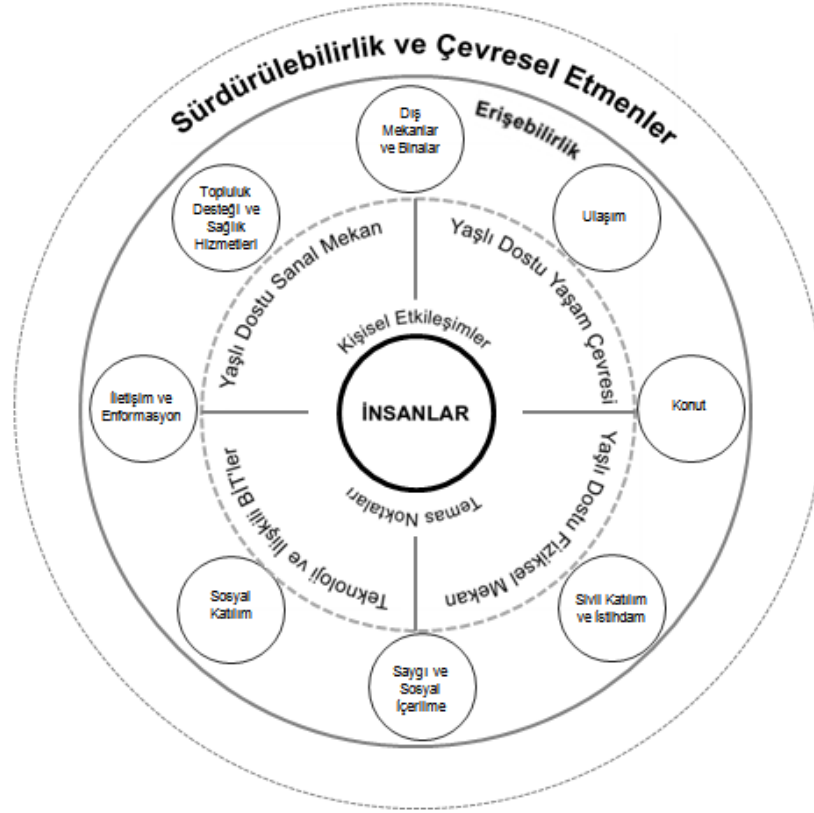 Sürdürülebilirlik ve Çevresel Etmenler
Erişebilirlik
Dış
Mekanlar
ve Binalar
Ulaşım
Konut
Sivil Katılım
ve İstihdam
Saygı ve
Sosyal
İçerilme
Sosyal
Katılım
İletişim ve
Enformasyon
Topluluk
Desteği ve
Sağlık
Hizmetleri
Yaşlı Dostu Sanal Mekan
Yaşlı Dostu Yaşam Çevresi
Yaşlı Dostu Fiziksel Mekan
Teknoloji ve İlişkili BİT'ler
Kişisel Etkileşimler
İNSANLAR
Temas Noktaları